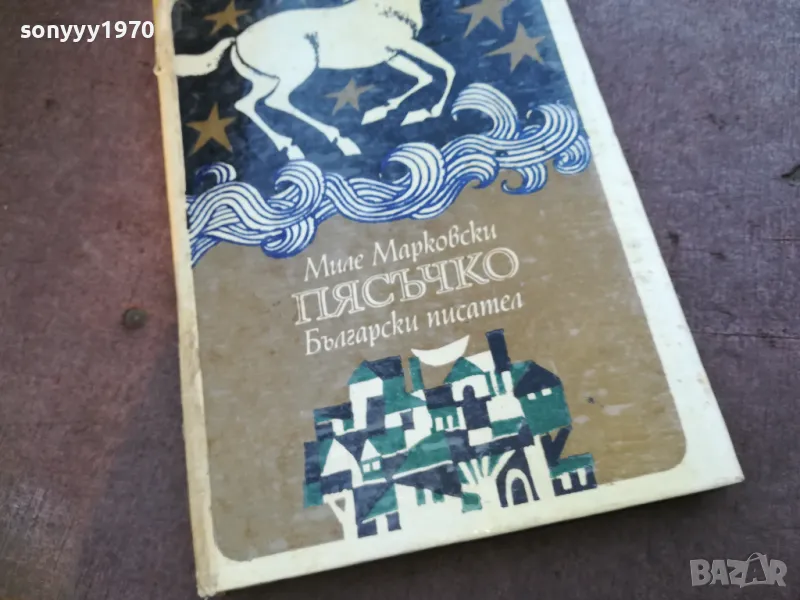 sonyyy1970
Миле Марковски
ПЯСЪЧКО
Български писател
BAZAR